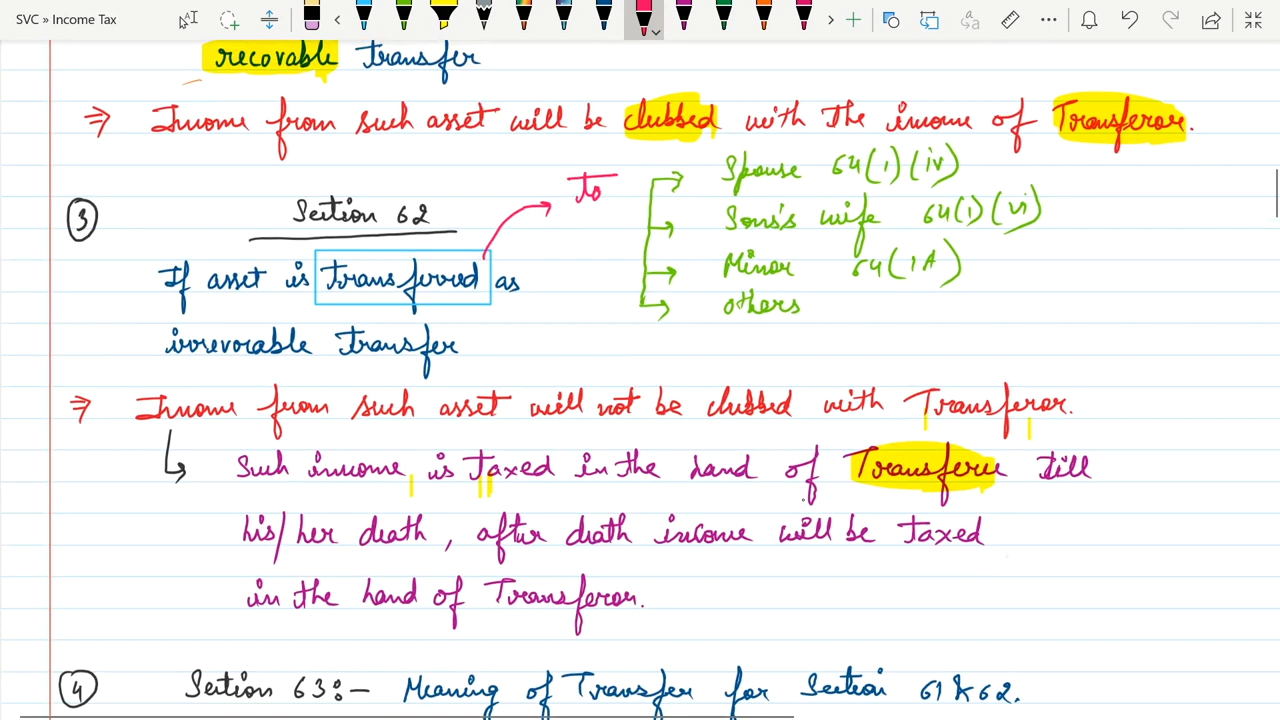 SVC > Income Tax
recovable transfer
⇒ Income from such asset will be clubbed with the income of Transferor.
③ Section 62
If asset is transferred as
irrevorable transfer
To
Spouse 64(1)(iv)
Sons's wife 64(1)(vi)
Minor 64(1A)
others
⇒ Income from such asset will not be clubbed with Transferor.
Such income is taxed in the hand of Transferee till
his/her death, after death income will be taxed
in the hand of Transferor.
④ Section 63:- Meaning of Transfer for Section 61 & 62.